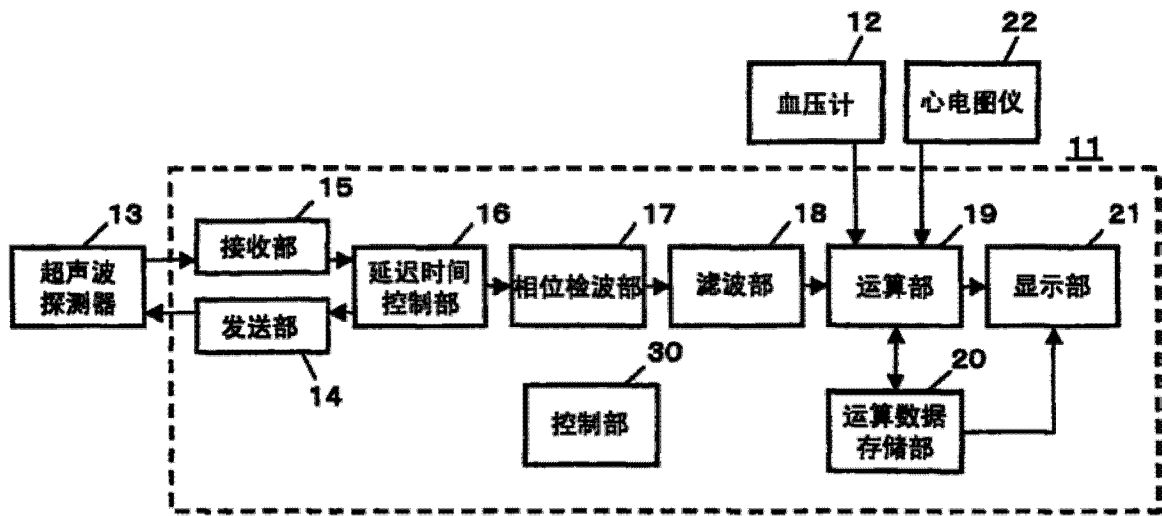 12
22
血压计
心电图仪
11
13
15
16
17
18
19
21
超声波
探测器
接收部
延迟时间
控制部
相位检波部
滤波部
运算部
显示部
发送部
14
30
20
控制部
运算数据
存储部